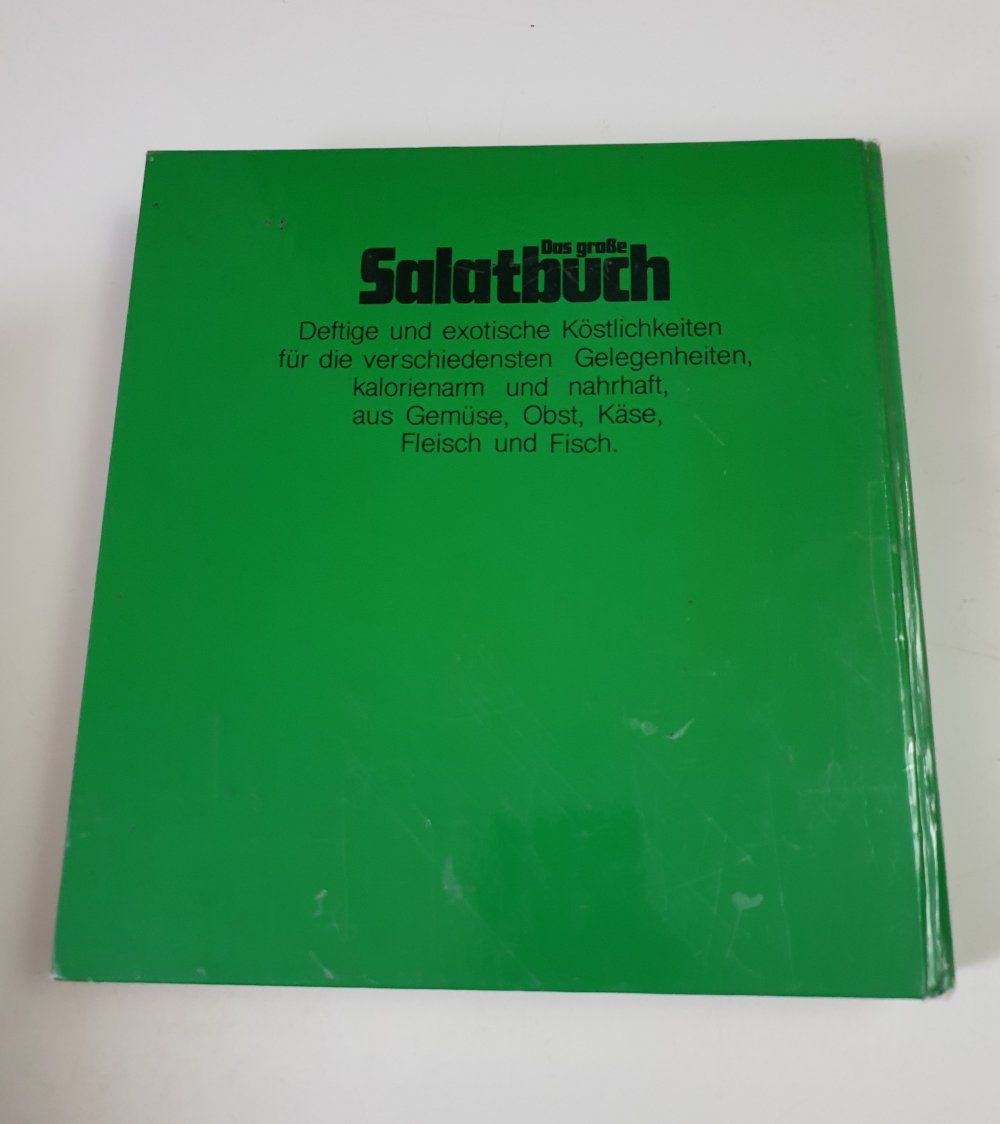 Das große
Salatbuch
Deftige und exotische Köstlichkeiten
für die verschiedensten Gelegenheiten,
kalorienarm und nahrhaft,
aus Gemüse, Obst, Käse,
Fleisch und Fisch.